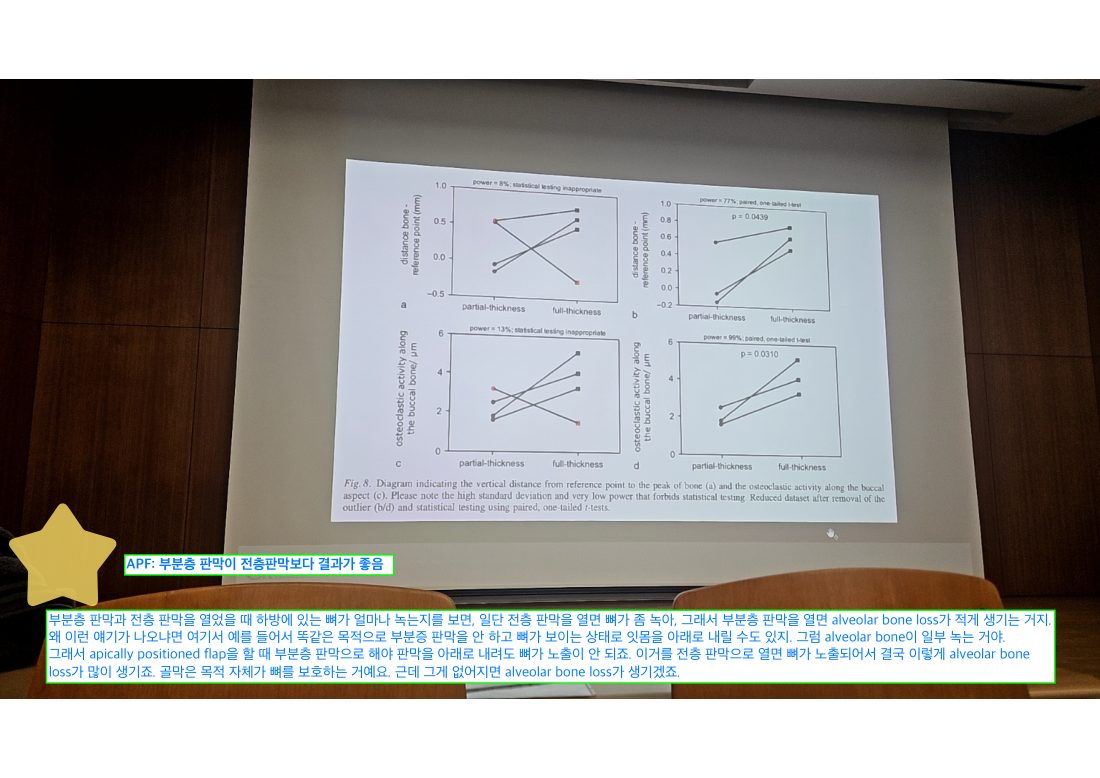 power = 8%; statistical testing inappropriate
distance bone -
reference point (mm)
1.0
0.5
0.0
−0.5
partial-thickness full-thickness
a
power = 77%; paired, one-tailed t-test
p = 0.0439
distance bone -
reference point (mm)
1.0
0.8
0.6
0.4
0.2
0.0
−0.2
partial-thickness full-thickness
b
power = 13%; statistical testing inappropriate
osteoclastic activity along
the buccal bone/ µm
6
4
2
0
partial-thickness full-thickness
c
power = 99%; paired, one-tailed t-test
p = 0.0310
osteoclastic activity along
the buccal bone/ µm
6
4
2
0
partial-thickness full-thickness
d
Fig. 8. Diagram indicating the vertical distance from reference point to the peak of bone (a) and the osteoclastic activity along the buccal
aspect (c). Please note the high standard deviation and very low power that forbids statistical testing. Reduced dataset after removal of the
outlier (b/d) and statistical testing using paired, one-tailed t-tests.
APF: 부분층 판막이 전층판막보다 결과가 좋음
부분층 판막과 전층 판막을 열었을 때 하방에 있는 뼈가 얼마나 녹는지를 보면, 일단 전층 판막을 열면 뼈가 좀 녹아, 그래서 부분층 판막을 열면 alveolar bone loss가 적게 생기는 거지.
왜 이런 얘기가 나오냐면 여기서 예를 들어서 똑같은 목적으로 부분증 판막을 안 하고 뼈가 보이는 상태로 잇몸을 아래로 내릴 수도 있지. 그럼 alveolar bone이 일부 녹는 거야.
그래서 apically positioned flap을 할 때 부분층 판막으로 해야 판막을 아래로 내려도 뼈가 노출이 안 되죠. 이거를 전층 판막으로 열면 뼈가 노출되어서 결국 이렇게 alveolar bone
loss가 많이 생기죠. 골막은 목적 자체가 뼈를 보호하는 거예요. 근데 그게 없어지면 alveolar bone loss가 생기겠죠.